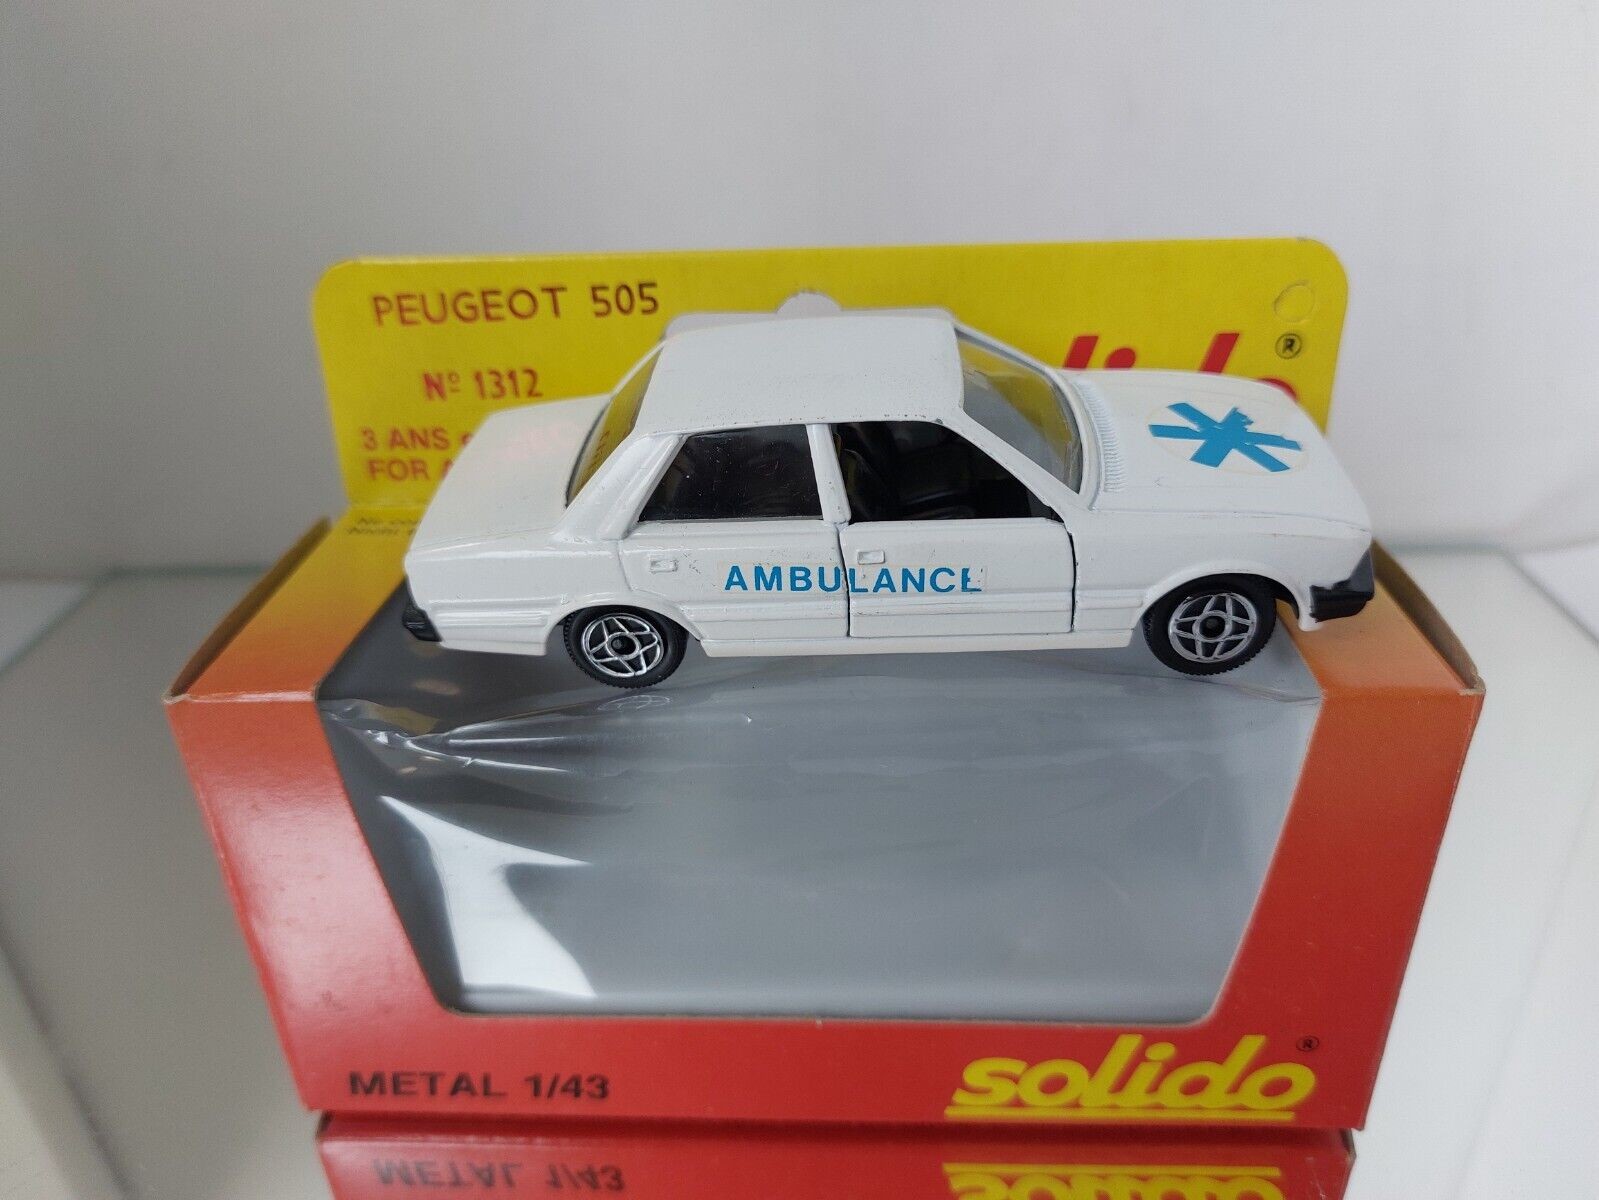 PEUGEOT 505
Nº 1312
®
3 ANS
FOR
AMBULANCE
METAL 1/43
solido ®